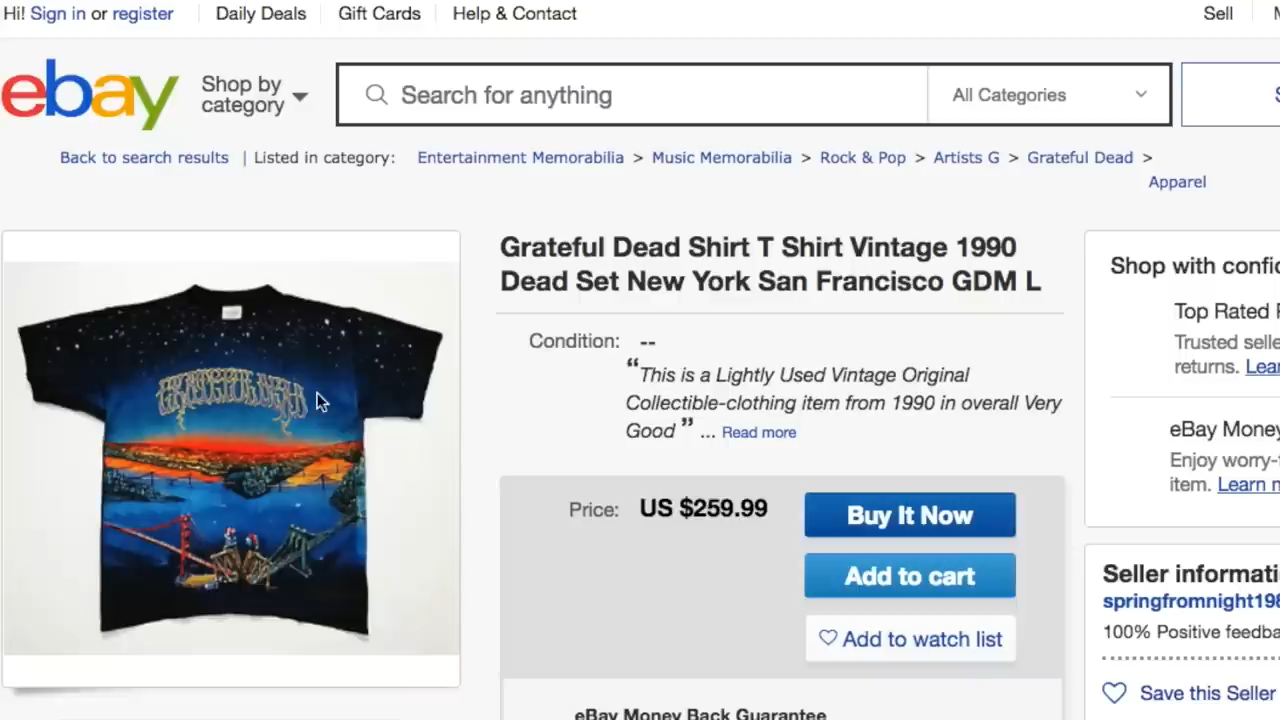 Hi! Sign in or register
Daily Deals
Gift Cards
Help & Contact
Sell
ebay
Shop by
category
Search for anything
All Categories
Back to search results | Listed in category: Entertainment Memorabilia > Music Memorabilia > Rock & Pop > Artists G > Grateful Dead >
Apparel
GRATEFUL DEAD
Grateful Dead Shirt T Shirt Vintage 1990
Dead Set New York San Francisco GDM L
Condition: --
“This is a Lightly Used Vintage Original
Collectible-clothing item from 1990 in overall Very
Good ” ... Read more
Price: US $259.99
Buy It Now
Add to cart
Add to watch list
eBay Money Back Guarantee
Shop with
Top Rated
Trusted
returns.
eBay Money
Enjoy
item.
Seller
100% Positive
Save this Seller